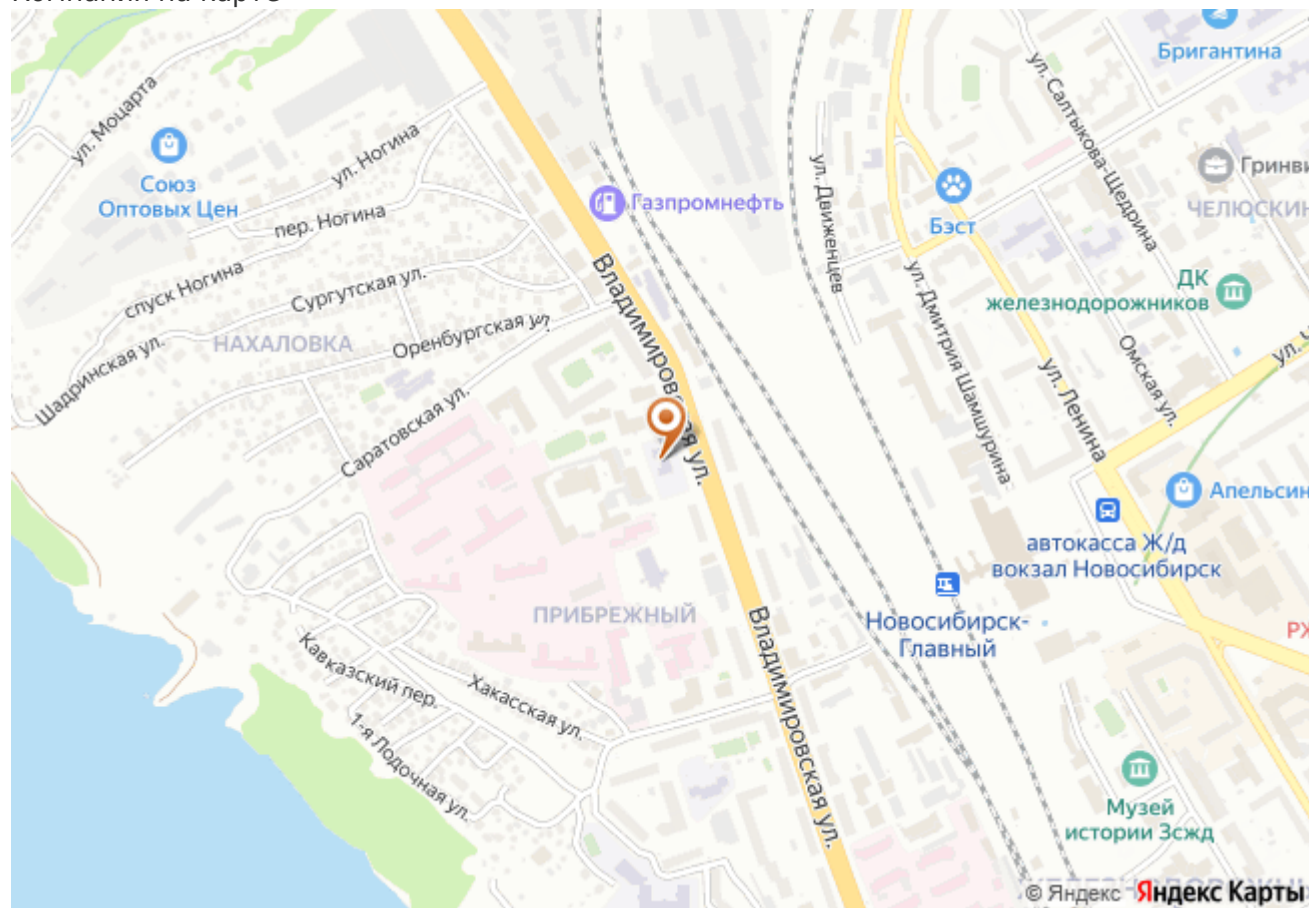 Бригантина
ул. Моцарта
ул. Салтыкова-Щедрина
ул. Ногина
Союз
Оптовых Цен
Газпромнефть
ул. Движенцев
Бэст
ЧЕЛЮСКИН
пер. Ногина
спуск Ногина
Сургутская ул.
Владимировская ул.
ул. Дмитрия Шамшурина
ДК
железнодорожников
Шадринская ул.
НАХАЛОВКА
Оренбургская ул.
ул. Ленина
Омская ул.
Саратовская ул.
Апельсин
автокасса Ж/д
вокзал Новосибирск
ПРИБРЕЖНЫЙ
Новосибирск-
Главный
Владимировская ул.
Кавказский пер.
Хакасская ул.
1-я Лодочная ул.
Музей
истории Зсжд
© Яндекс Яндекс Карты